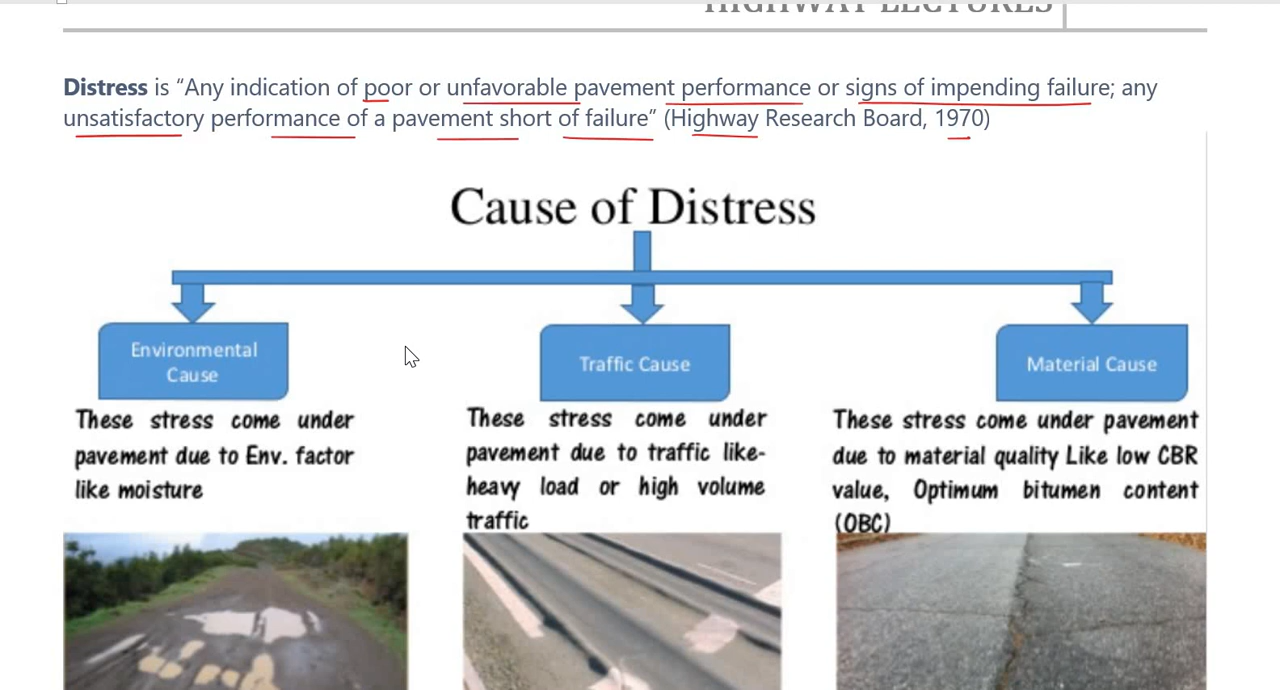 HIGHWAY LECTURES
Distress is “Any indication of poor or unfavorable pavement performance or signs of impending failure; any
unsatisfactory performance of a pavement short of failure” (Highway Research Board, 1970)
Cause of Distress
Environmental
Cause
These stress come under
pavement due to Env. factor
like moisture
Traffic Cause
These stress come under
pavement due to traffic like-
heavy load or high volume
traffic
Material Cause
These stress come under pavement
due to material quality Like low CBR
value, Optimum bitumen content
(OBC)